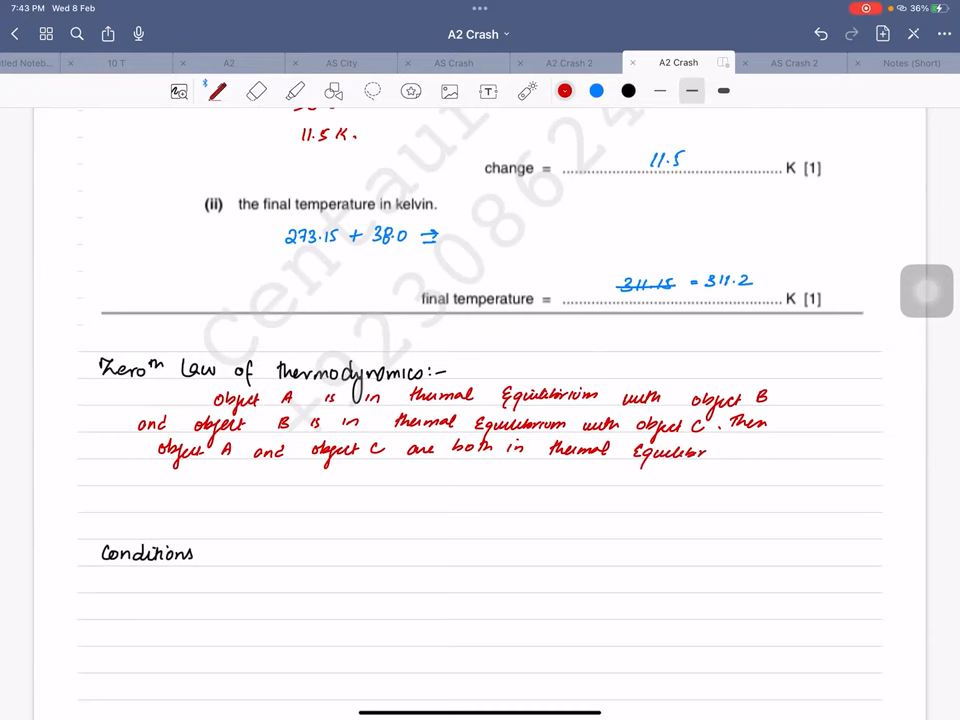 7:43 PM Wed 8 Feb
36%
A2 Crash
titled Noteb...
10 T
A2
AS City
AS Crash
A2 Crash 2
A2 Crash
AS Crash 2
Notes (Short)
11.5 K.
change = 11.5 K [1]
(ii) the final temperature in kelvin.
273.15 + 38.0 ⇒
final temperature = 311.15 = 311.2 K [1]
Zeroth Law of thermodynamics:-
object A is in thermal Equilibrium with object B
and object B is in thermal Equilibrium with object C. Then
object A and object C are both in thermal Equilibr
Conditions
Centaur
+923308624